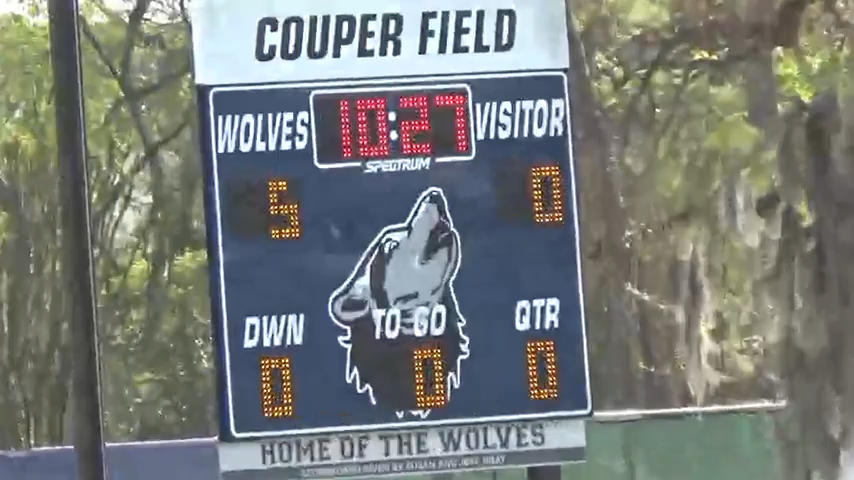 COUPER FIELD
WOLVES 10:27 VISITOR
SPECTRUM
5 0
DWN TO GO QTR
0 0 0
HOME OF THE WOLVES